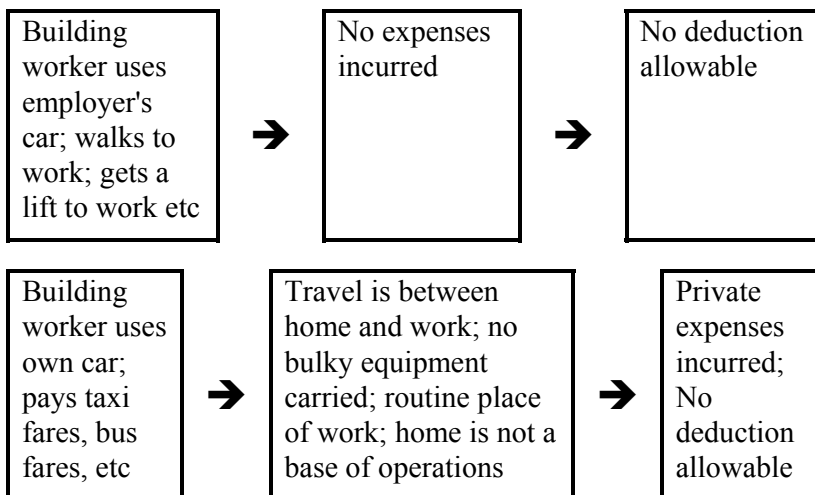 Building
worker uses
employer's
car; walks to
work; gets a
lift to work etc
No expenses
incurred
No deduction
allowable
Building
worker uses
own car;
pays taxi
fares, bus
fares, etc
Travel is between
home and work; no
bulky equipment
carried; routine place
of work; home is not a
base of operations
Private
expenses
incurred;
No
deduction
allowable